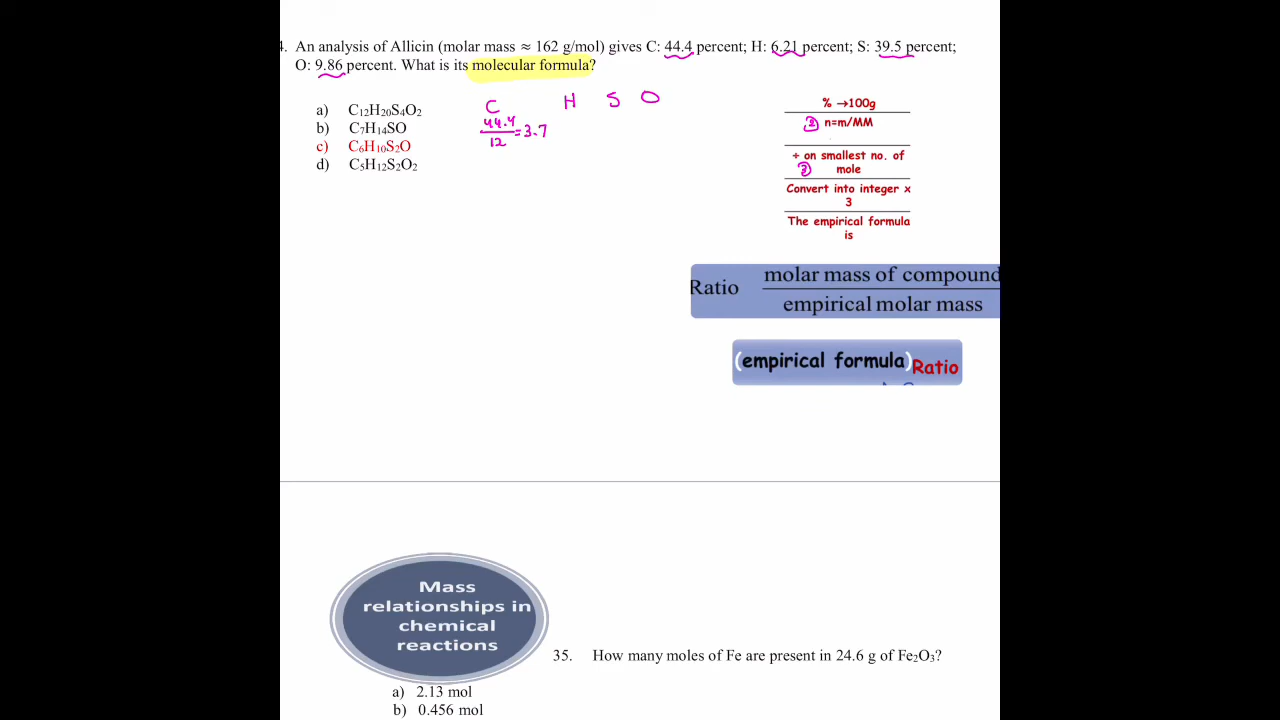 4. An analysis of Allicin (molar mass ≈ 162 g/mol) gives C: 44.4 percent; H: 6.21 percent; S: 39.5 percent;
O: 9.86 percent. What is its molecular formula?
a) C₁₂H₂₀S₄O₂
b) C₇H₁₄SO
c) C₆H₁₀S₂O
d) C₅H₁₂S₂O₂
C H S O
44.4
12
=3.7
% →100g
② n=m/MM
÷ on smallest no. of
mole
Convert into integer x
3
The empirical formula
is
Ratio
molar mass of compound
empirical molar mass
(empirical formula)Ratio
Mass
relationships in
chemical
reactions
35. How many moles of Fe are present in 24.6 g of Fe₂O₃?
a) 2.13 mol
b) 0.456 mol